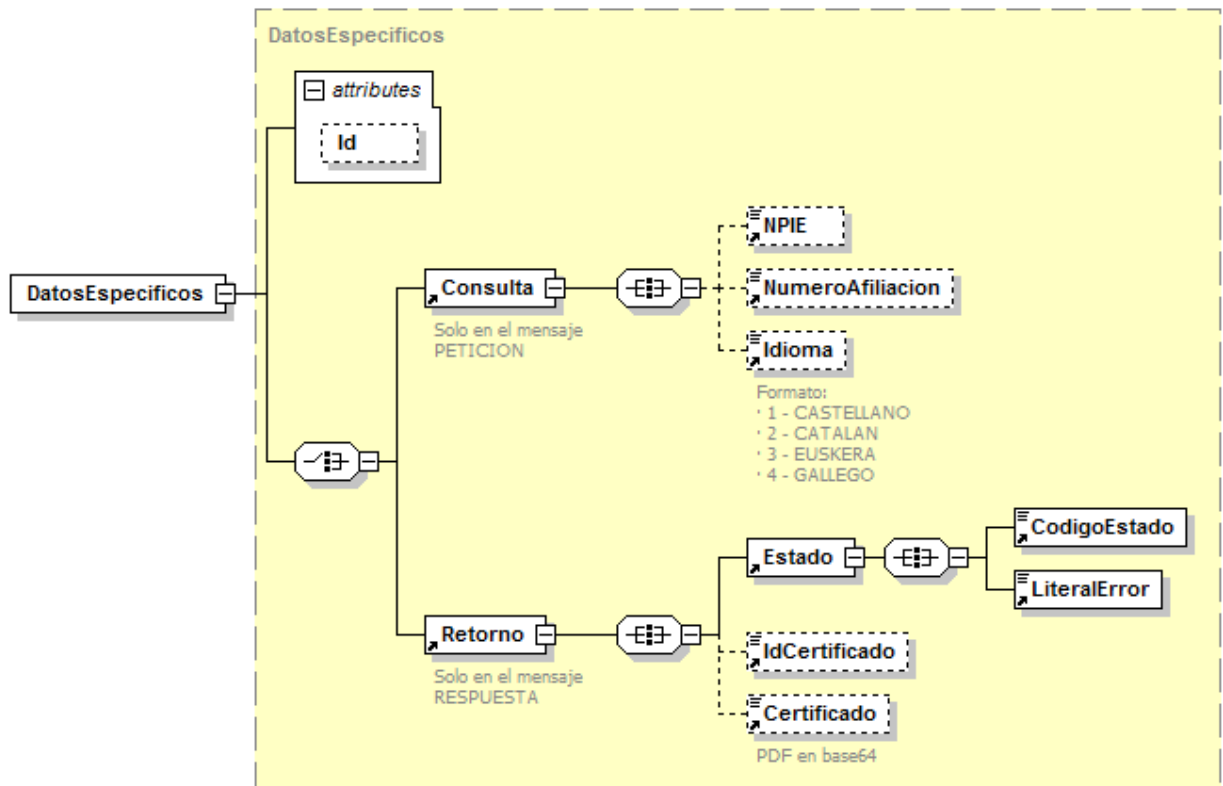 DatosEspecificos
attributes
Id
DatosEspecificos
Consulta
Solo en el mensaje
PETICION
NPIE
NumeroAfiliacion
Idioma
Formato:
· 1 - CASTELLANO
· 2 - CATALAN
· 3 - EUSKERA
· 4 - GALLEGO
Retorno
Solo en el mensaje
RESPUESTA
Estado
CodigoEstado
LiteralError
IdCertificado
Certificado
PDF en base64